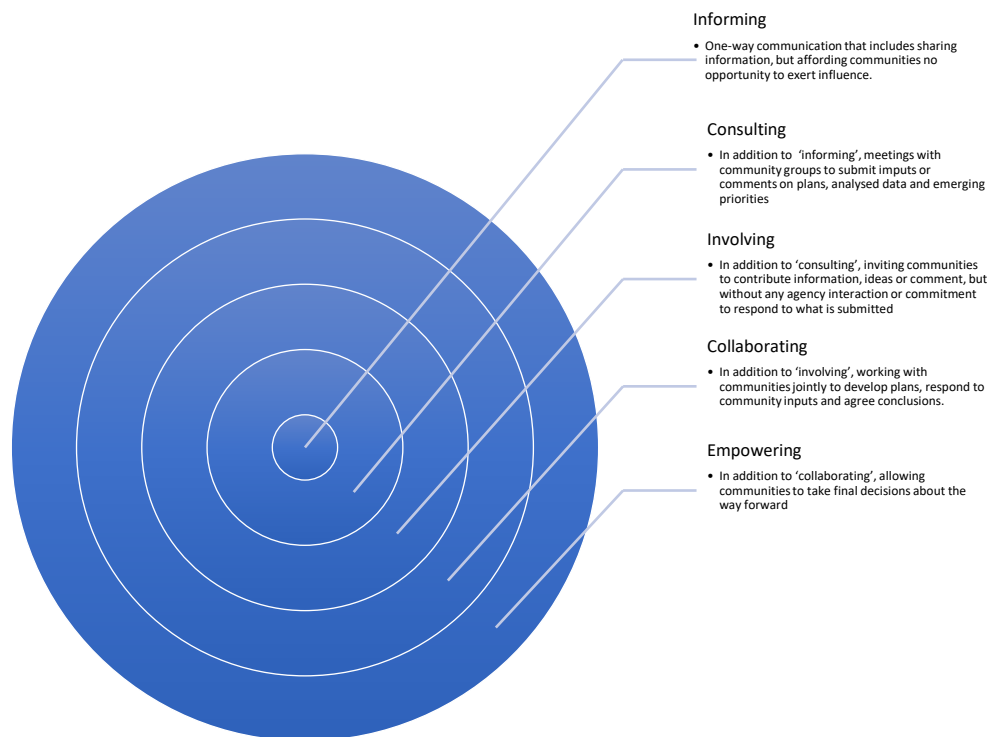 Informing
• One-way communication that includes sharing
information, but affording communities no
opportunity to exert influence.
Consulting
• In addition to ‘informing’, meetings with
community groups to submit imputs or
comments on plans, analysed data and emerging
priorities
Involving
• In addition to ‘consulting’, inviting communities
to contribute information, ideas or comment, but
without any agency interaction or commitment
to respond to what is submitted
Collaborating
• In addition to ‘involving’, working with
communities jointly to develop plans, respond to
community inputs and agree conclusions.
Empowering
• In addition to ‘collaborating’, allowing
communities to take final decisions about the
way forward